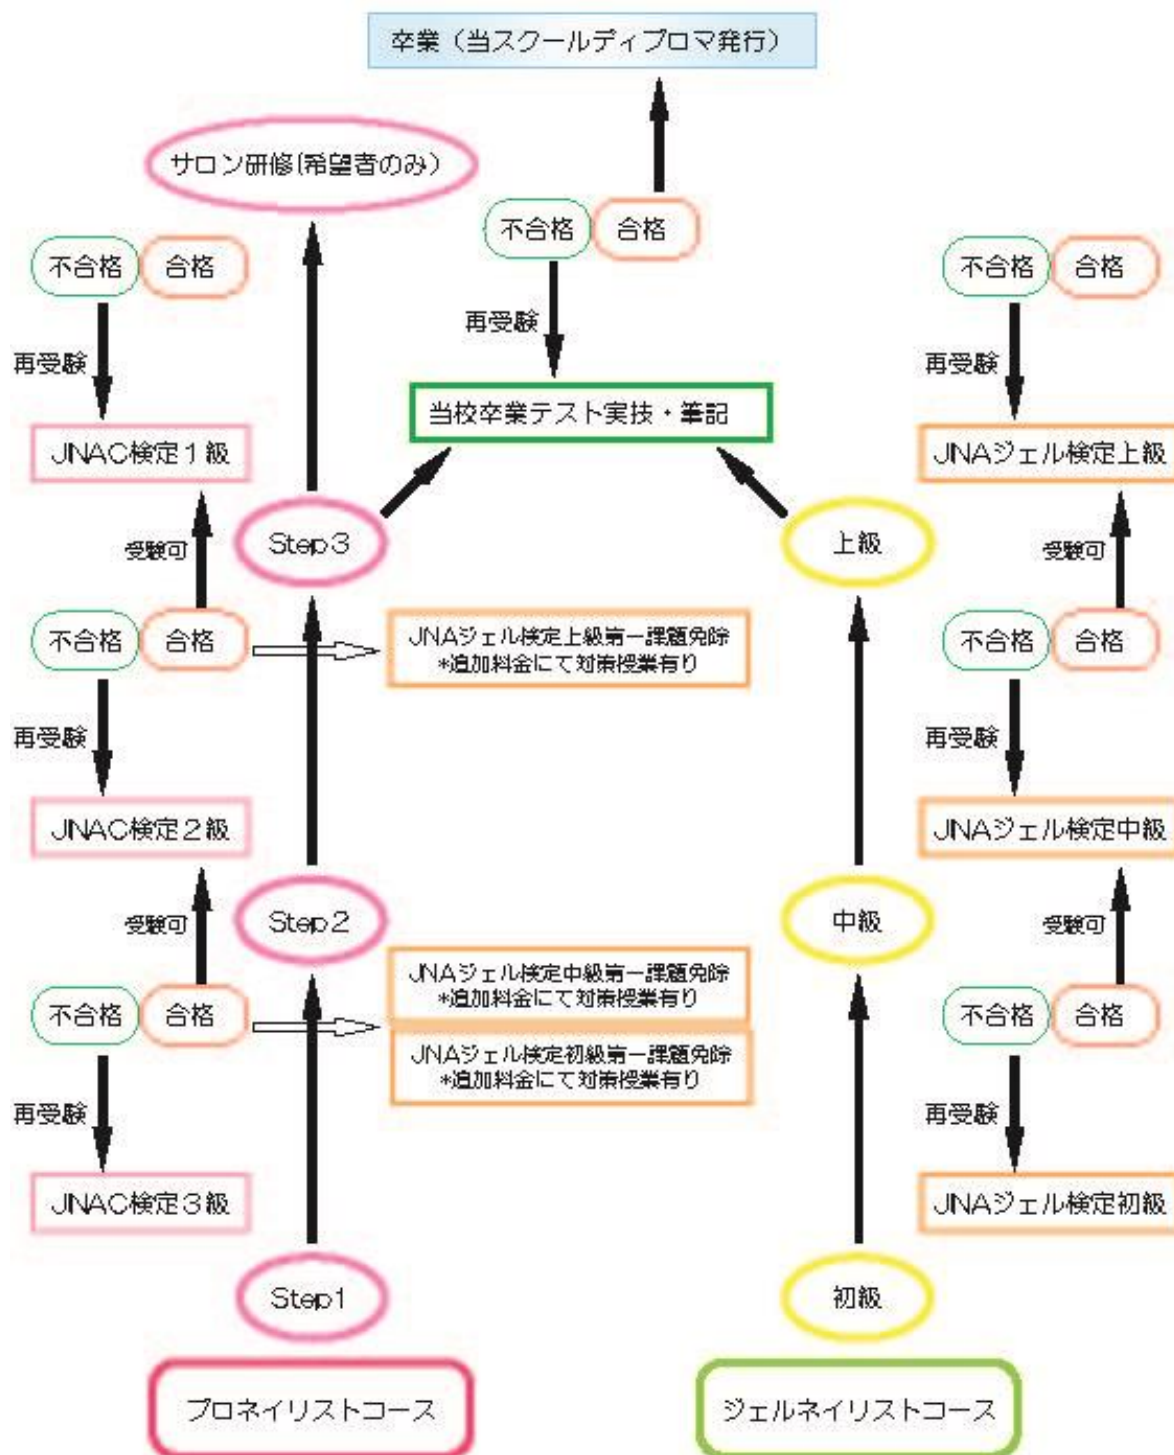 卒業（当スクールディプロマ発行）
サロン研修(希望者のみ）
不合格
合格
不合格
合格
不合格
合格
再受験
再受験
再受験
当校卒業テスト実技・筆記
JNAC検定１級
JNAジェル検定上級
Step3
上級
受験可
受験可
不合格
合格
JNAジェル検定上級第一課題免除
*追加料金にて対策授業有り
不合格
合格
再受験
再受験
JNAC検定２級
JNAジェル検定中級
Step2
中級
受験可
受験可
JNAジェル検定中級第一課題免除
*追加料金にて対策授業有り
不合格
合格
不合格
合格
JNAジェル検定初級第一課題免除
*追加料金にて対策授業有り
再受験
再受験
JNAC検定３級
JNAジェル検定初級
Step1
初級
プロネイリストコース
ジェルネイリストコース